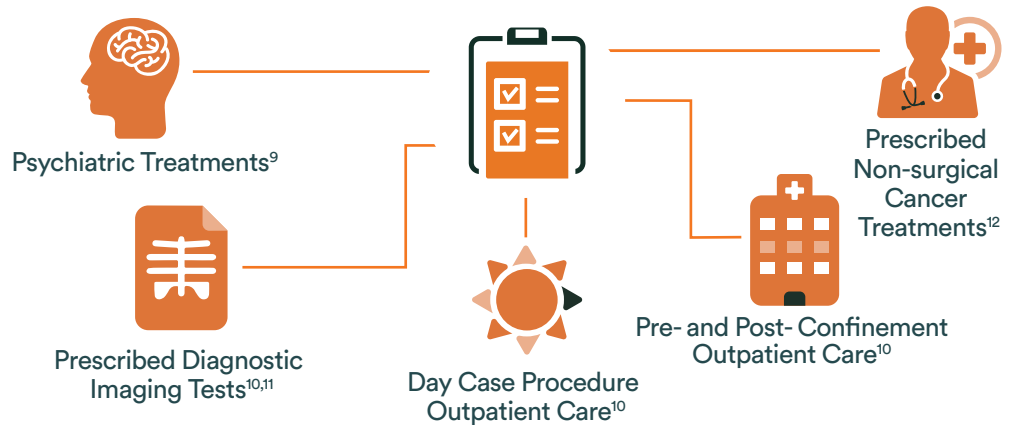 Psychiatric Treatments⁹
Prescribed
Non-surgical
Cancer
Treatments¹²
Prescribed Diagnostic
Imaging Tests¹⁰,¹¹
Day Case Procedure
Outpatient Care¹⁰
Pre- and Post- Confinement
Outpatient Care¹⁰